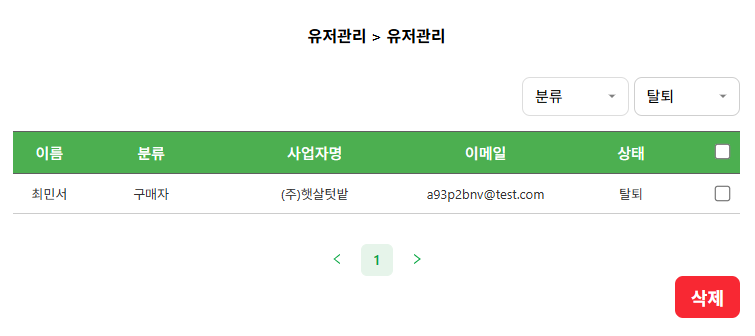 유저관리 > 유저관리
분류 탈퇴
이름 분류 사업자명 이메일 상태
최민서 구매자 (주)햇살텃밭 a93p2bnv@test.com 탈퇴
< 1 >
삭제